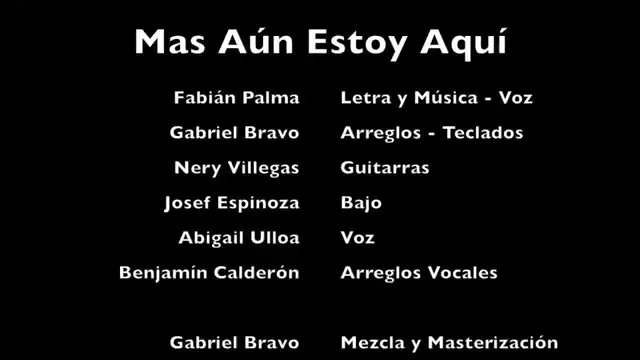 Mas Aún Estoy Aquí
Fabián Palma Letra y Música - Voz
Gabriel Bravo Arreglos - Teclados
Nery Villegas Guitarras
Josef Espinoza Bajo
Abigail Ulloa Voz
Benjamín Calderón Arreglos Vocales
Gabriel Bravo Mezcla y Masterización